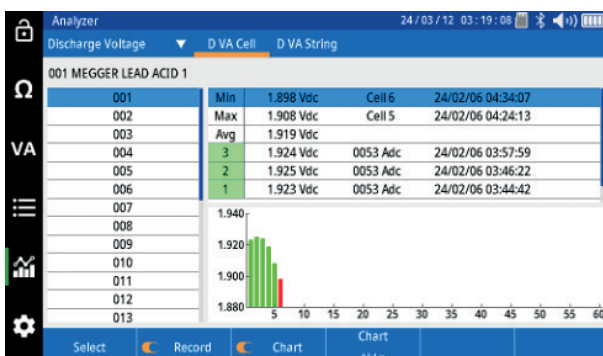 Analyzer 24/03/12 03:19:08
Discharge Voltage ▼ D VA Cell D VA String
001 MEGGER LEAD ACID 1
Ω
VA
001 Min 1.898 Vdc Cell 6 24/02/06 04:34:07
002 Max 1.908 Vdc Cell 5 24/02/06 04:24:13
003 Avg 1.919 Vdc
004 3 1.924 Vdc 0053 Adc 24/02/06 03:57:59
005 2 1.925 Vdc 0053 Adc 24/02/06 03:46:22
006 1 1.923 Vdc 0053 Adc 24/02/06 03:44:42
007
008
009
010
011
012
013
1.940
1.920
1.900
1.880
5 10 15 20 25 30 35 40 45 50 55 60
Select Record Chart Chart